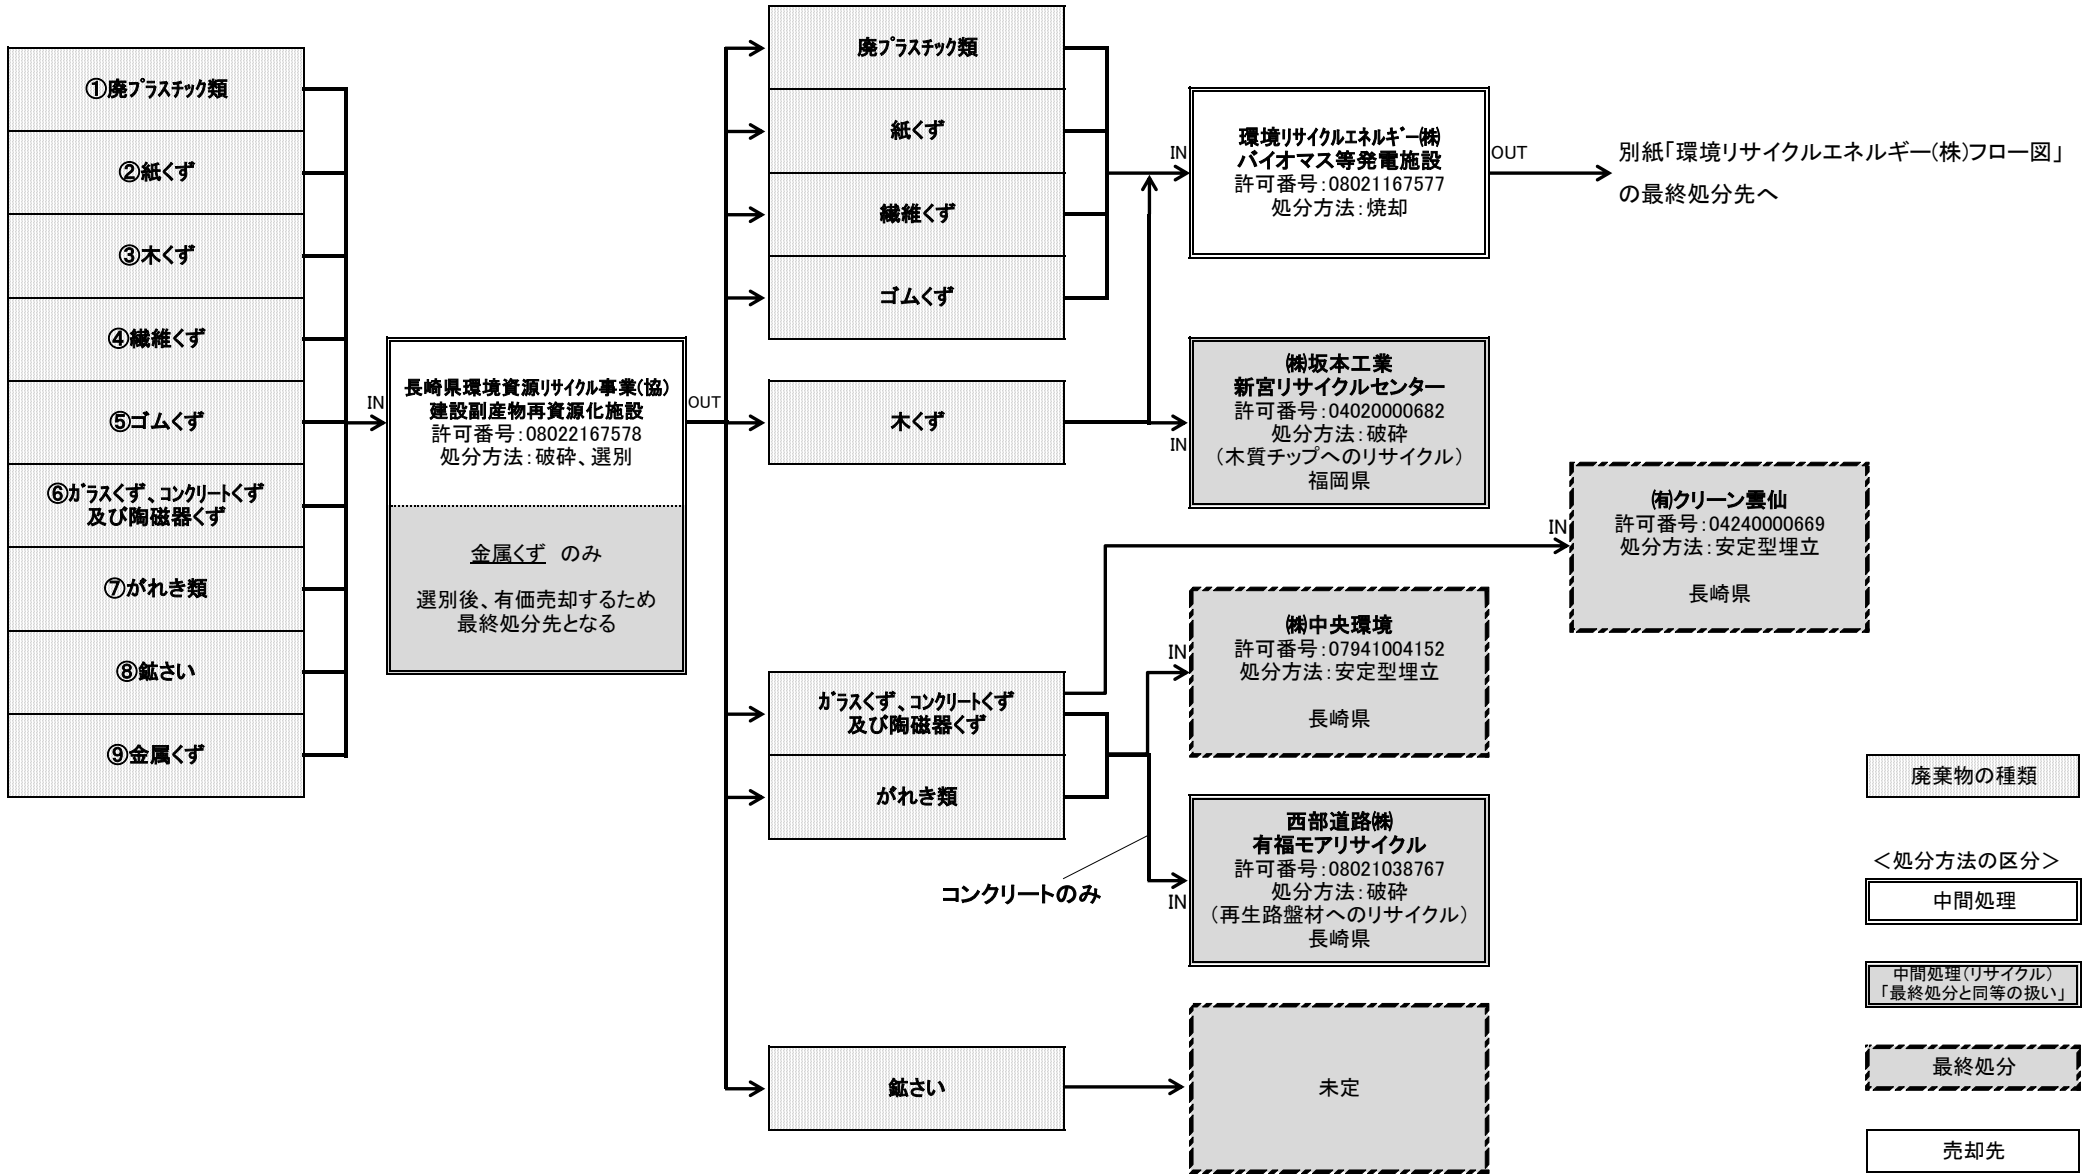 ①廃プラスチック類
②紙くず
③木くず
④繊維くず
⑤ゴムくず
⑥ガラスくず、コンクリートくず
及び陶磁器くず
⑦がれき類
⑧鉱さい
⑨金属くず
IN
長崎県環境資源リサイクル事業(協)
建設副産物再資源化施設
許可番号:08022167578
処分方法:破砕、選別
金属くず のみ
選別後、有価売却するため
最終処分先となる
OUT
廃プラスチック類
紙くず
繊維くず
ゴムくず
木くず
ガラスくず、コンクリートくず
及び陶磁器くず
がれき類
コンクリートのみ
鉱さい
IN
環境リサイクルエネルギー㈱
バイオマス等発電施設
許可番号:08021167577
処分方法:焼却
OUT
別紙「環境リサイクルエネルギー(株)フロー図」
の最終処分先へ
IN
㈱坂本工業
新宮リサイクルセンター
許可番号:04020000682
処分方法:破砕
(木質チップへのリサイクル)
福岡県
IN
㈲クリーン雲仙
許可番号:04240000669
処分方法:安定型埋立
長崎県
IN
㈱中央環境
許可番号:07941004152
処分方法:安定型埋立
長崎県
IN
西部道路㈱
有福モアリサイクル
許可番号:08021038767
処分方法:破砕
(再生路盤材へのリサイクル)
長崎県
未定
廃棄物の種類
<処分方法の区分>
中間処理
中間処理(リサイクル)
「最終処分と同等の扱い」
最終処分
売却先